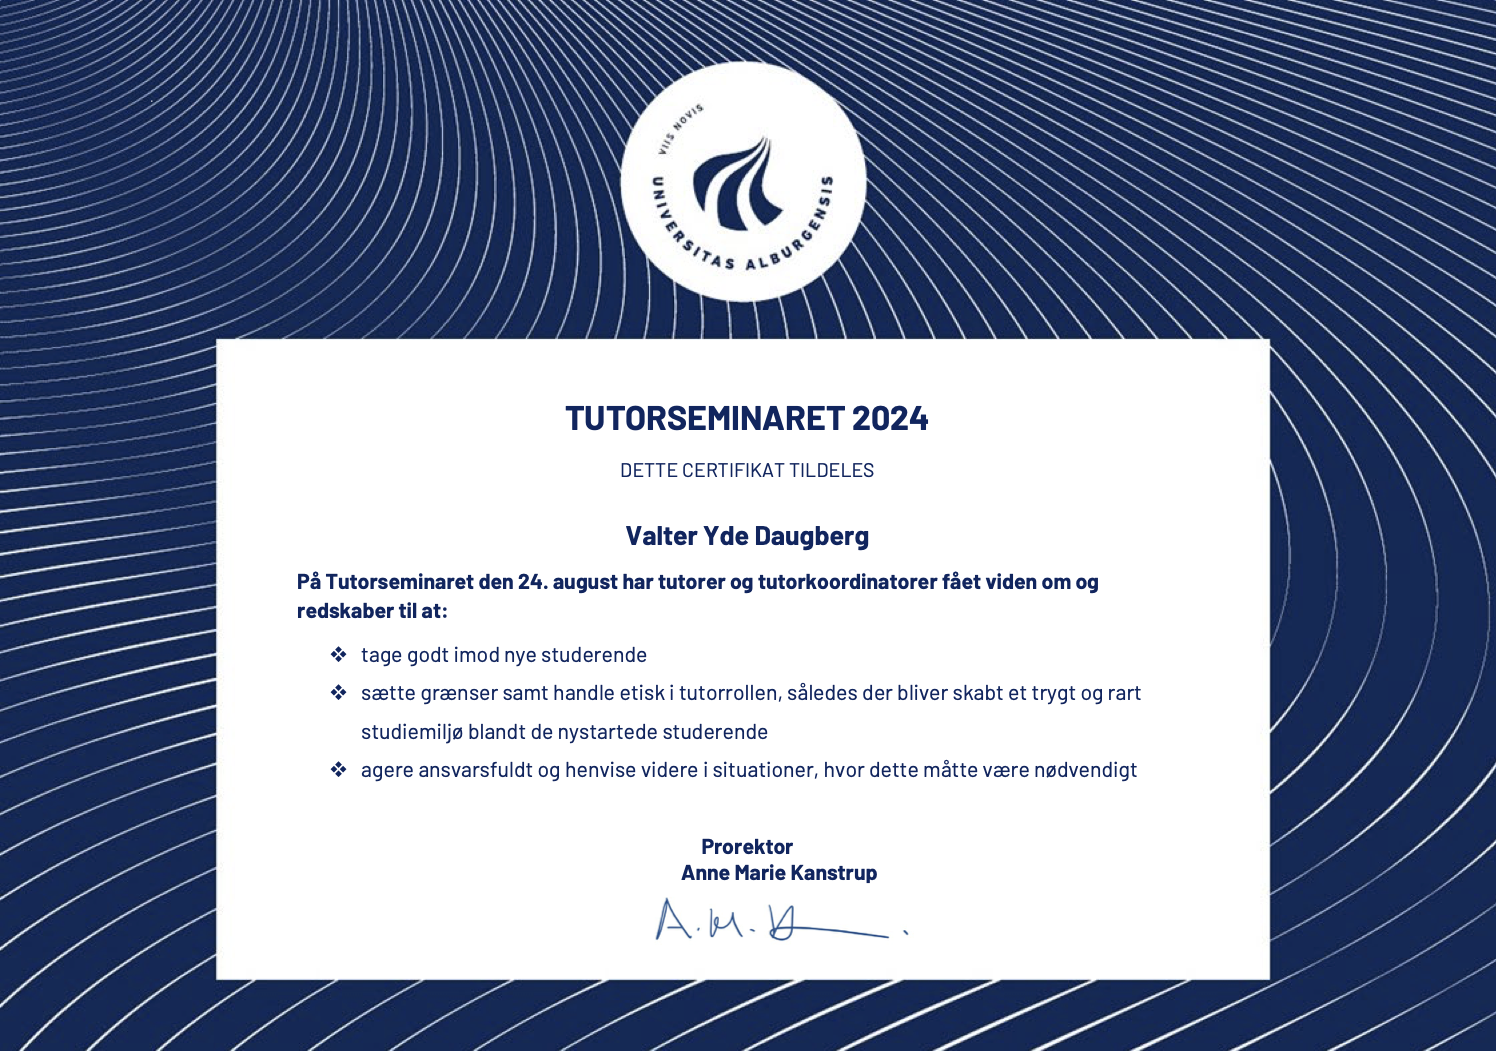 VIIS NOVIS
UNIVERSITAS ALBURGENSIS
TUTORSEMINARET 2024
DETTE CERTIFIKAT TILDELES
Valter Yde Daugberg
På Tutorseminaret den 24. august har tutorer og tutorkoordinatorer fået viden om og
redskaber til at:
❖ tage godt imod nye studerende
❖ sætte grænser samt handle etisk i tutorrollen, således der bliver skabt et trygt og rart
studiemiljø blandt de nystartede studerende
❖ agere ansvarsfuldt og henvise videre i situationer, hvor dette måtte være nødvendigt
Prorektor
Anne Marie Kanstrup